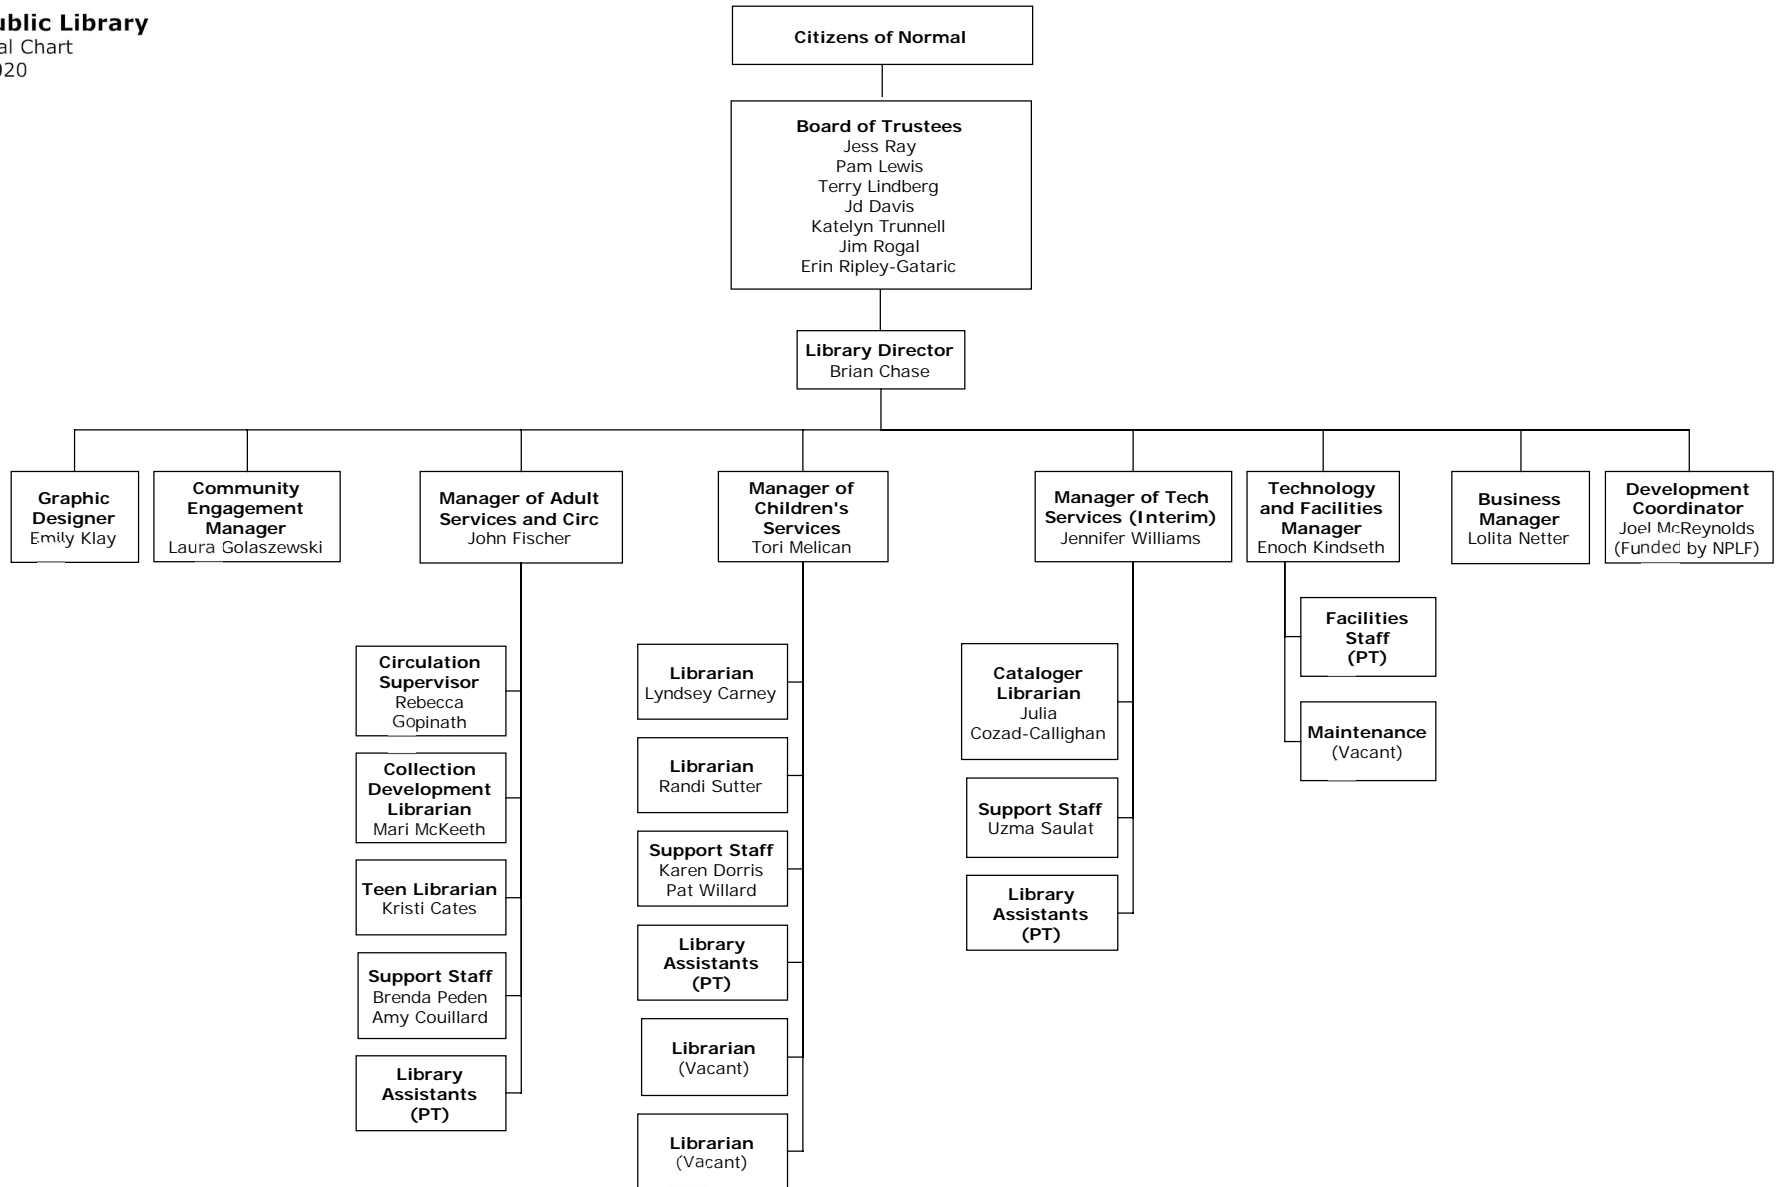 Public Library
Chart
Citizens of Normal
Board of Trustees
Jess Ray
Pam Lewis
Terry Lindberg
Jd Davis
Katelyn Trunnell
Jim Rogal
Erin Ripley-Gataric
Library Director
Brian Chase
Graphic
Designer
Emily Klay
Community
Engagement
Manager
Laura Golaszewski
Manager of Adult
Services and Circ
John Fischer
Manager of
Children's
Services
Tori Melican
Manager of Tech
Services (Interim)
Jennifer Williams
Technology
and Facilities
Manager
Enoch Kindseth
Business
Manager
Lolita Netter
Development
Coordinator
Joel McReynolds
(Funded by NPLF)
Circulation
Supervisor
Rebecca
Gopinath
Collection
Development
Librarian
Mari McKeeth
Teen Librarian
Kristi Cates
Support Staff
Brenda Peden
Amy Couillard
Library
Assistants
(PT)
Librarian
Lyndsey Carney
Librarian
Randi Sutter
Support Staff
Karen Dorris
Pat Willard
Library
Assistants
(PT)
Librarian
(Vacant)
Librarian
(Vacant)
Cataloger
Librarian
Julia
Cozad-Callighan
Support Staff
Uzma Saulat
Library
Assistants
(PT)
Facilities
Staff
(PT)
Maintenance
(Vacant)